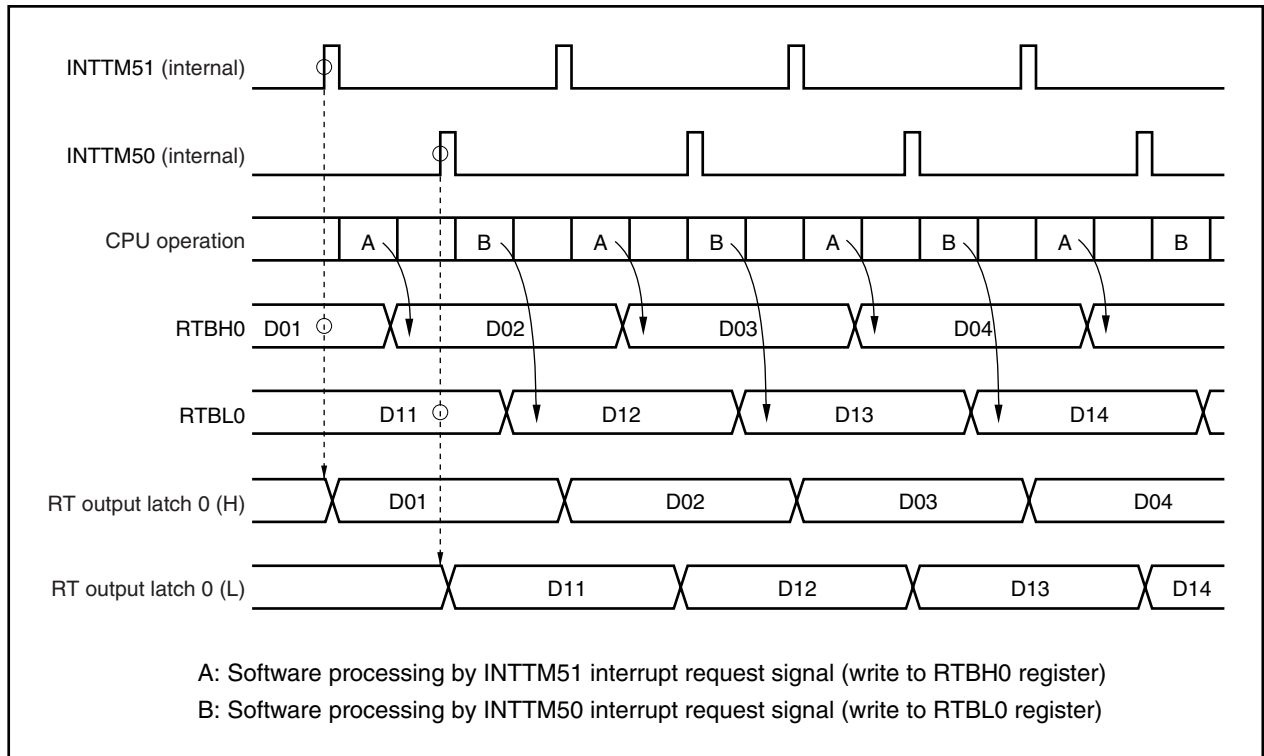 INTTM51 (internal)
INTTM50 (internal)
CPU operation A B A B A B A B
RTBH0 D01 D02 D03 D04
RTBL0 D11 D12 D13 D14
RT output latch 0 (H) D01 D02 D03 D04
RT output latch 0 (L) D11 D12 D13 D14
A: Software processing by INTTM51 interrupt request signal (write to RTBH0 register)
B: Software processing by INTTM50 interrupt request signal (write to RTBL0 register)